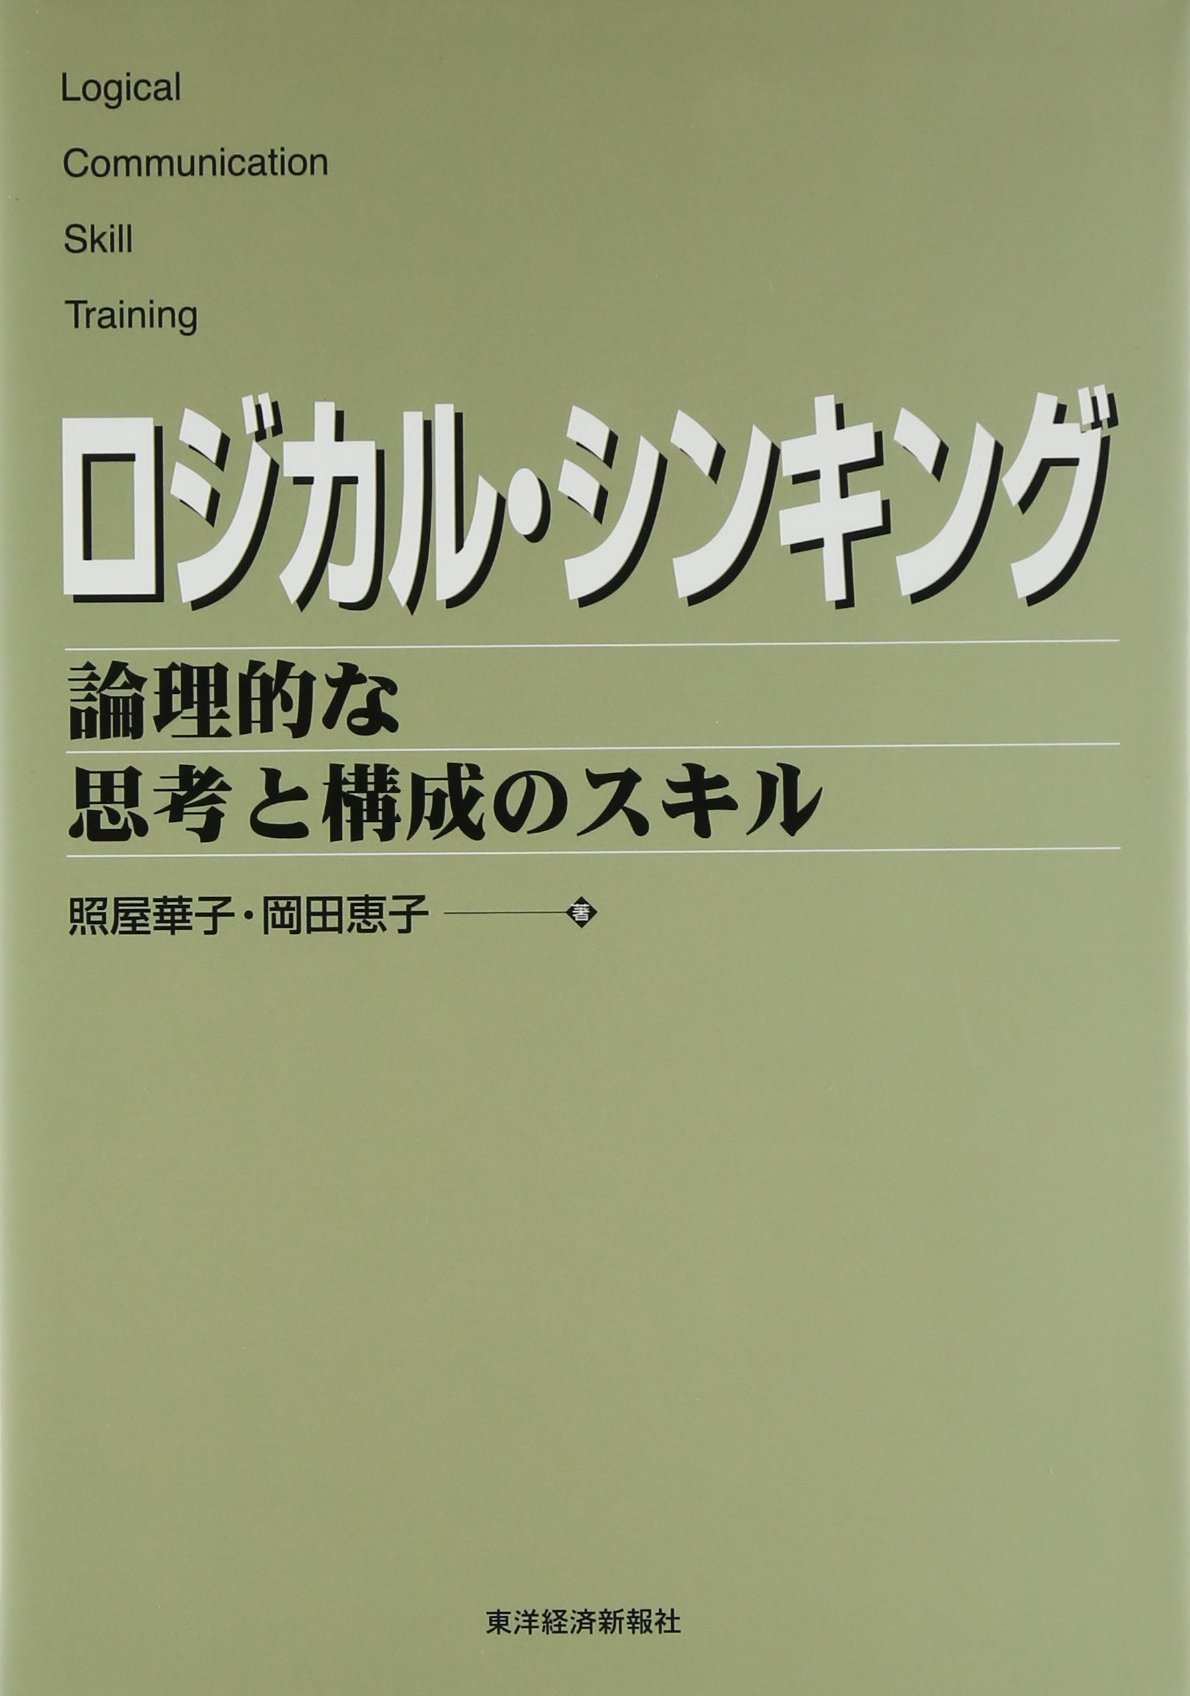 Logical
Communication
Skill
Training
ロジカル・シンキング
論理的な
思考と構成のスキル
照屋華子・岡田恵子 著
東洋経済新報社